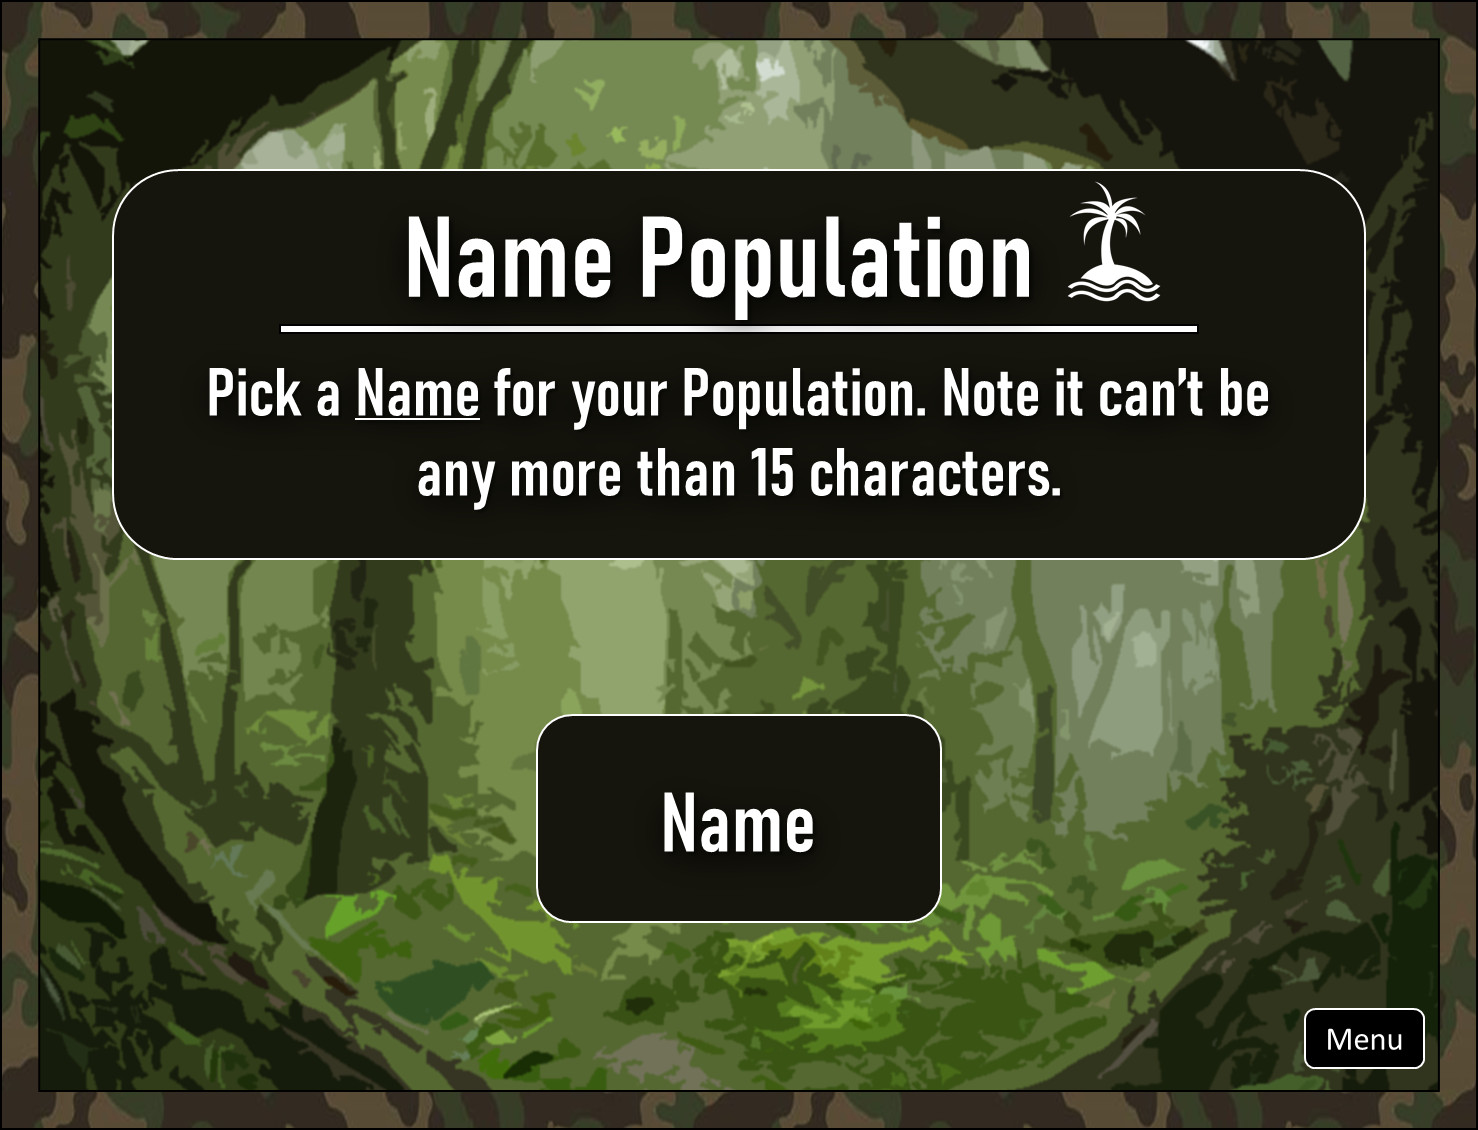 Name Population
Pick a Name for your Population. Note it can't be
any more than 15 characters.
Name
Menu